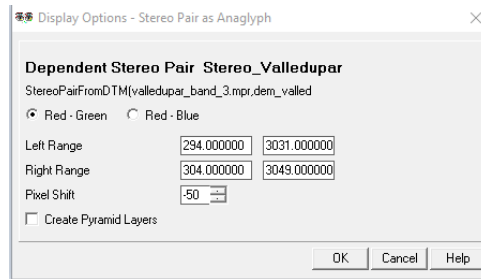 Display Options - Stereo Pair as Anaglyph
Dependent Stereo Pair Stereo_Valledupar
StereoPairFromDTM(valledupar_band_3.mpr,dem_valled
Red - Green Red - Blue
Left Range 294.000000 3031.000000
Right Range 304.000000 3049.000000
Pixel Shift -50
Create Pyramid Layers
OK Cancel Help